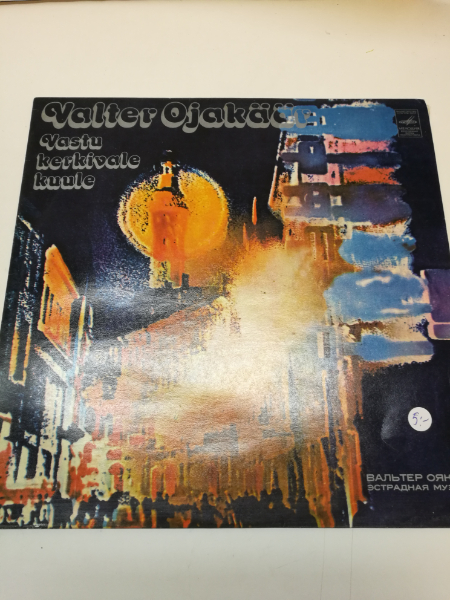 Valter Ojakäär
Vastu
kerkivale
kuule
5.-
ВАЛЬТЕР ОЯК
ЭСТРАДНАЯ МУ